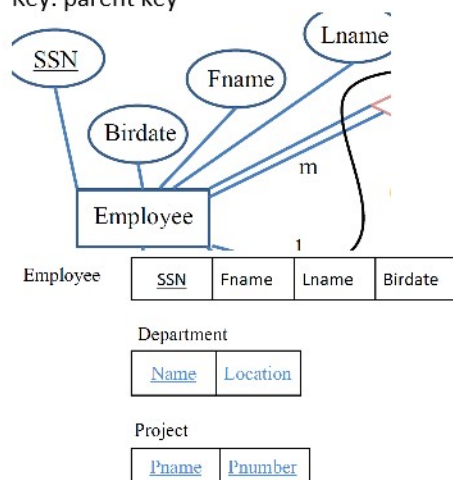 Key: parent key
Lname
SSN
Fname
Birdate
m
Employee
1
Employee SSN Fname Lname Birdate
Department
Name Location
Project
Pname Pnumber